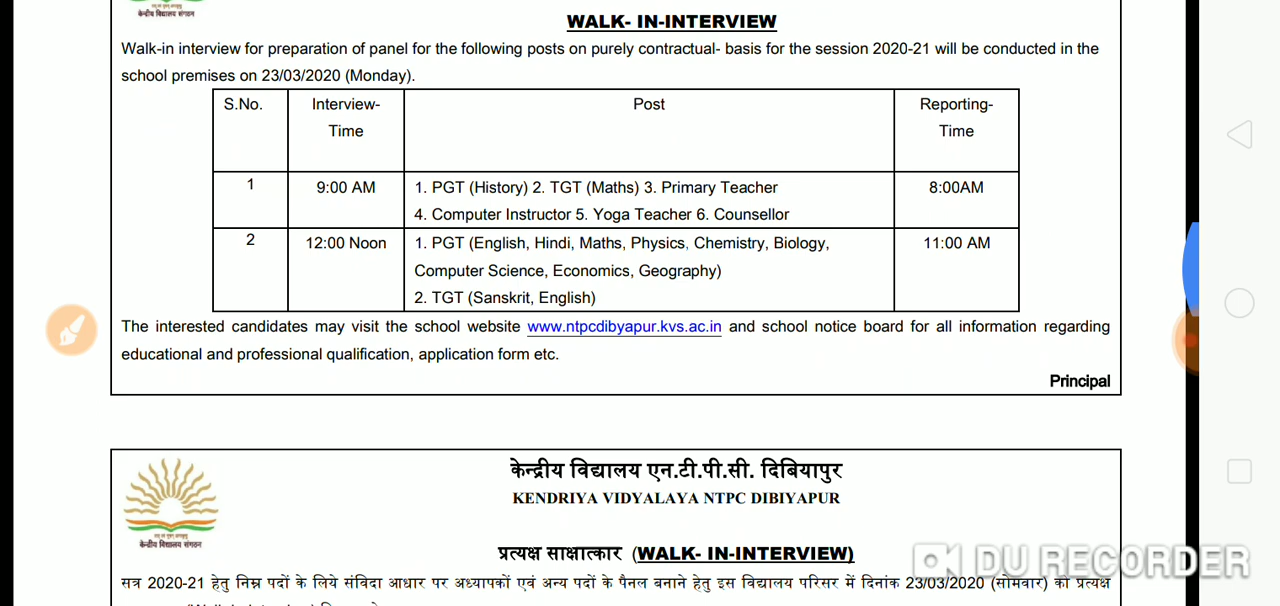 केन्द्रीय विद्यालय संगठन
WALK- IN-INTERVIEW
Walk-in interview for preparation of panel for the following posts on purely contractual- basis for the session 2020-21 will be conducted in the
school premises on 23/03/2020 (Monday).
S.No. Interview- Post Reporting-
Time Time
1 9:00 AM 1. PGT (History) 2. TGT (Maths) 3. Primary Teacher 8:00AM
4. Computer Instructor 5. Yoga Teacher 6. Counsellor
2 12:00 Noon 1. PGT (English, Hindi, Maths, Physics, Chemistry, Biology, 11:00 AM
Computer Science, Economics, Geography)
2. TGT (Sanskrit, English)
The interested candidates may visit the school website www.ntpcdibyapur.kvs.ac.in and school notice board for all information regarding
educational and professional qualification, application form etc.
Principal
केन्द्रीय विद्यालय एन.टी.पी.सी. दिबियापुर
KENDRIYA VIDYALAYA NTPC DIBIYAPUR
केन्द्रीय विद्यालय संगठन
प्रत्यक्ष साक्षात्कार (WALK- IN-INTERVIEW)
DU RECORDER
सत्र 2020-21 हेतु निम्न पदों के लिये संविदा आधार पर अध्यापकों एवं अन्य पदों के पैनल बनाने हेतु इस विद्यालय परिसर में दिनांक 23/03/2020 (सोमवार) को प्रत्यक्ष